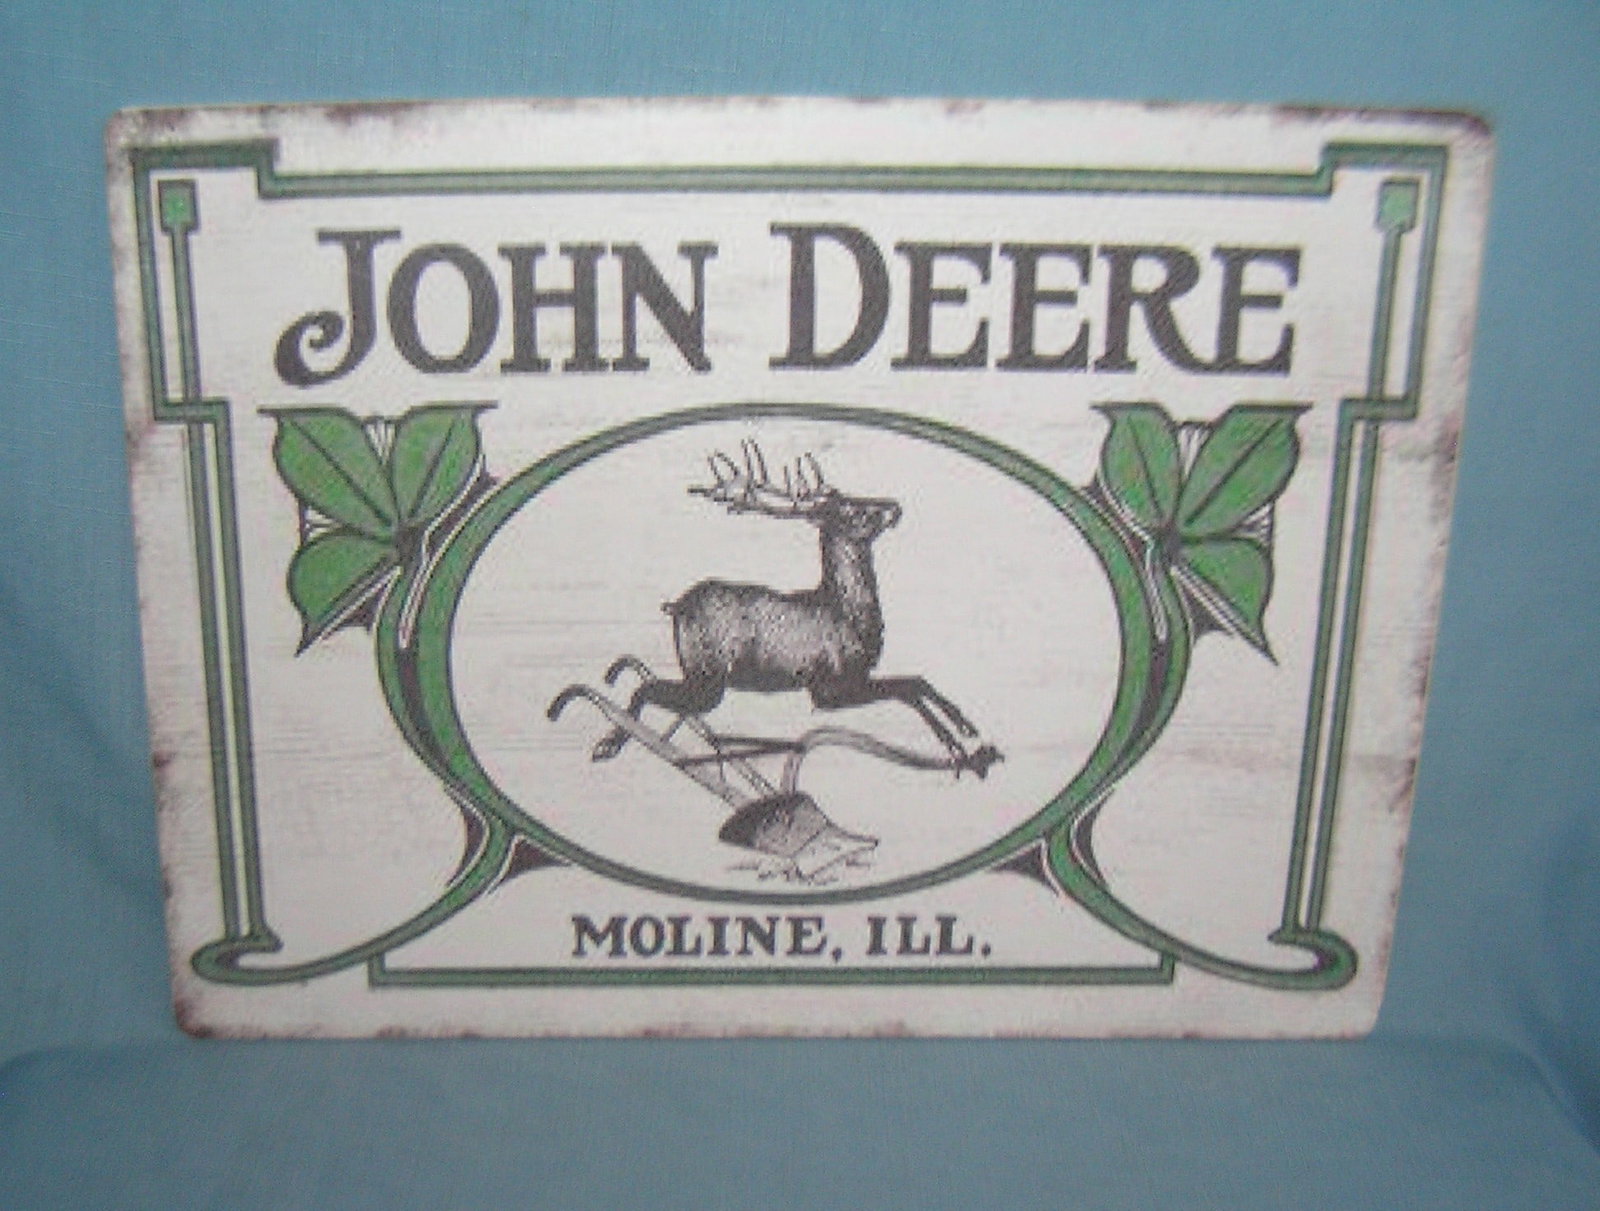 JOHN DEERE
MOLINE, ILL.